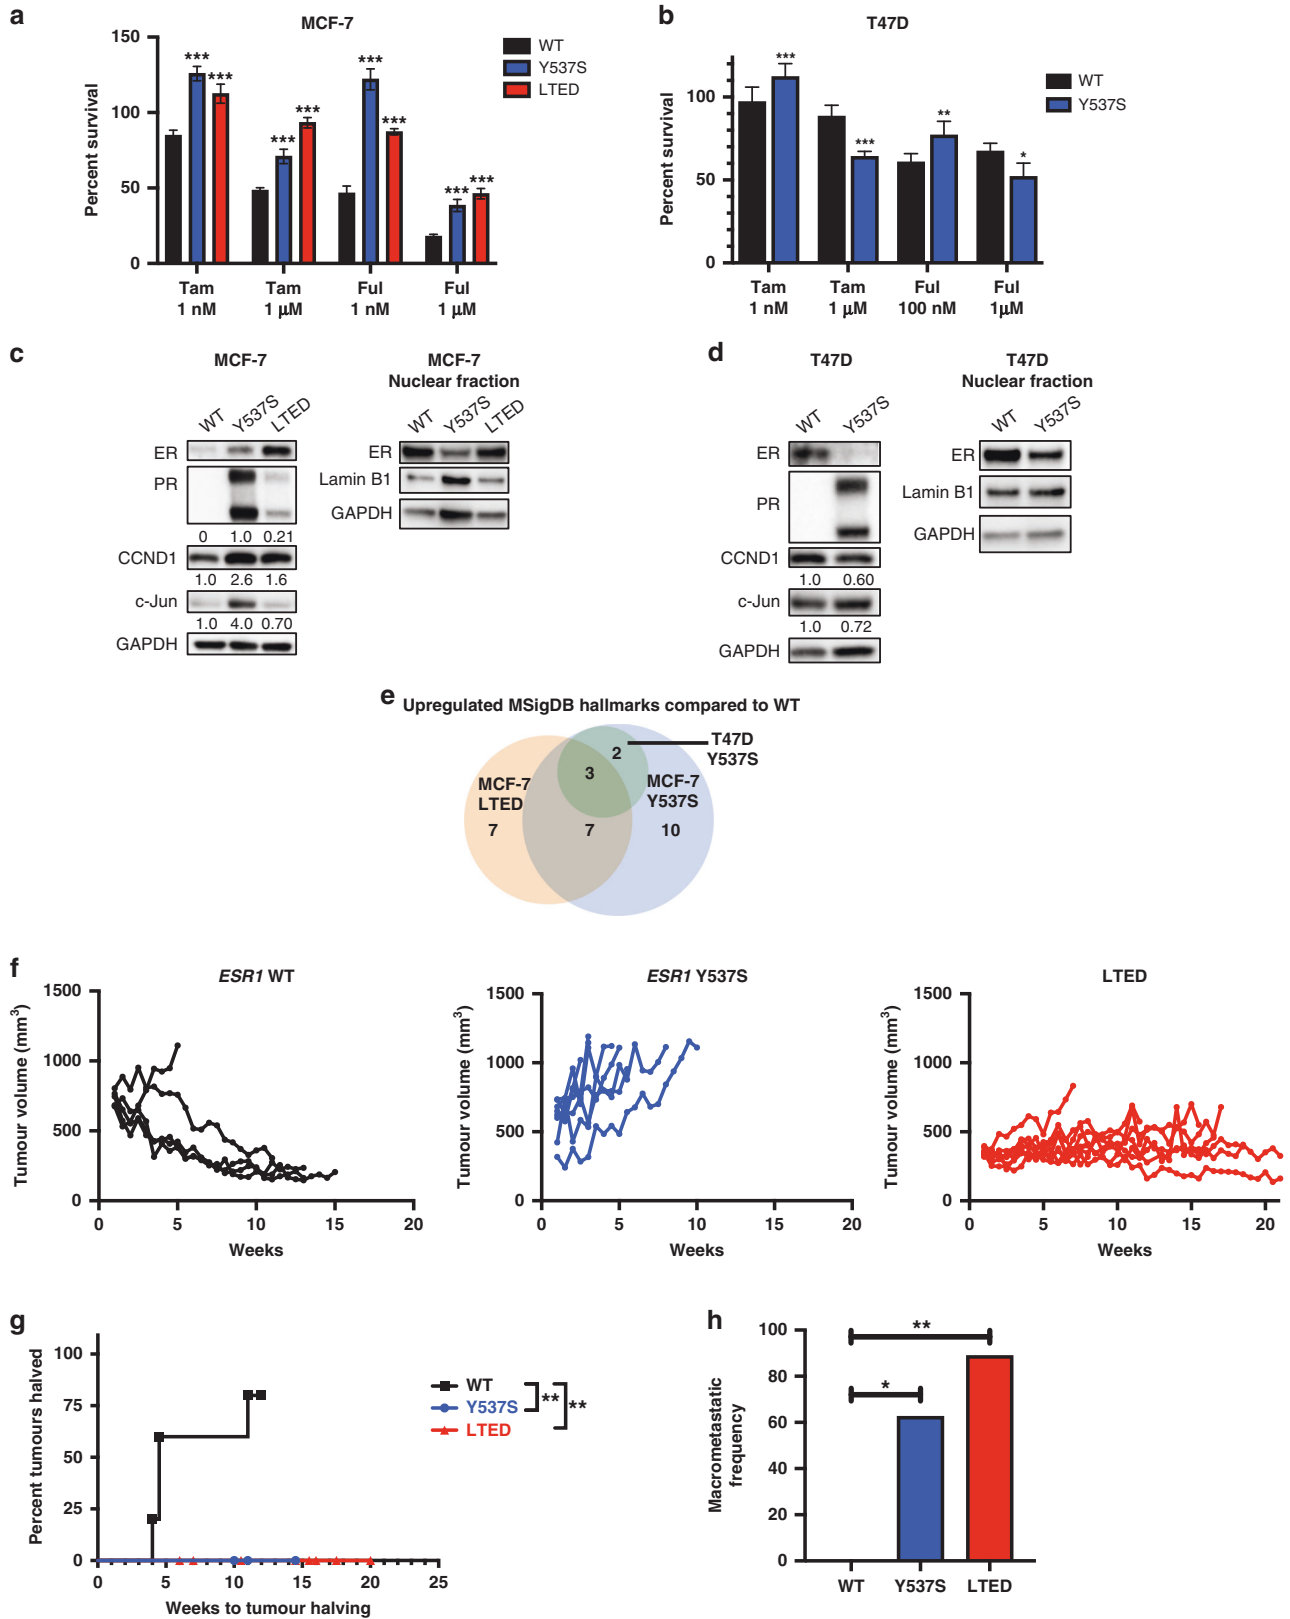 a
MCF-7
Percent survival
150
100
50
0
***
***
***
***
***
***
***
***
Tam 1 nM
Tam 1 μM
Ful 1 nM
Ful 1 μM
WT
Y537S
LTED
b
T47D
Percent survival
100
50
0
***
***
**
*
Tam 1 nM
Tam 1 μM
Ful 100 nM
Ful 1μM
WT
Y537S
c
MCF-7
WT Y537S LTED
ER
PR
0 1.0 0.21
CCND1
1.0 2.6 1.6
c-Jun
1.0 4.0 0.70
GAPDH
MCF-7
Nuclear fraction
WT Y537S LTED
ER
Lamin B1
GAPDH
d
T47D
WT Y537S
ER
PR
CCND1
1.0 0.60
c-Jun
1.0 0.72
GAPDH
T47D
Nuclear fraction
WT Y537S
ER
Lamin B1
GAPDH
e
Upregulated MSigDB hallmarks compared to WT
2
T47D
Y537S
3
MCF-7
LTED
MCF-7
Y537S
7
7
10
f
ESR1 WT
Tumour volume (mm³)
1500
1000
500
0
0 5 10 15 20
Weeks
ESR1 Y537S
Tumour volume (mm³)
1500
1000
500
0
0 5 10 15 20
Weeks
LTED
Tumour volume (mm³)
1500
1000
500
0
0 5 10 15 20
Weeks
g
Percent tumours halved
100
75
50
25
0
0 5 10 15 20 25
Weeks to tumour halving
WT
Y537S
LTED
**
**
h
Macrometastatic
frequency
100
80
60
40
20
0
**
*
WT Y537S LTED